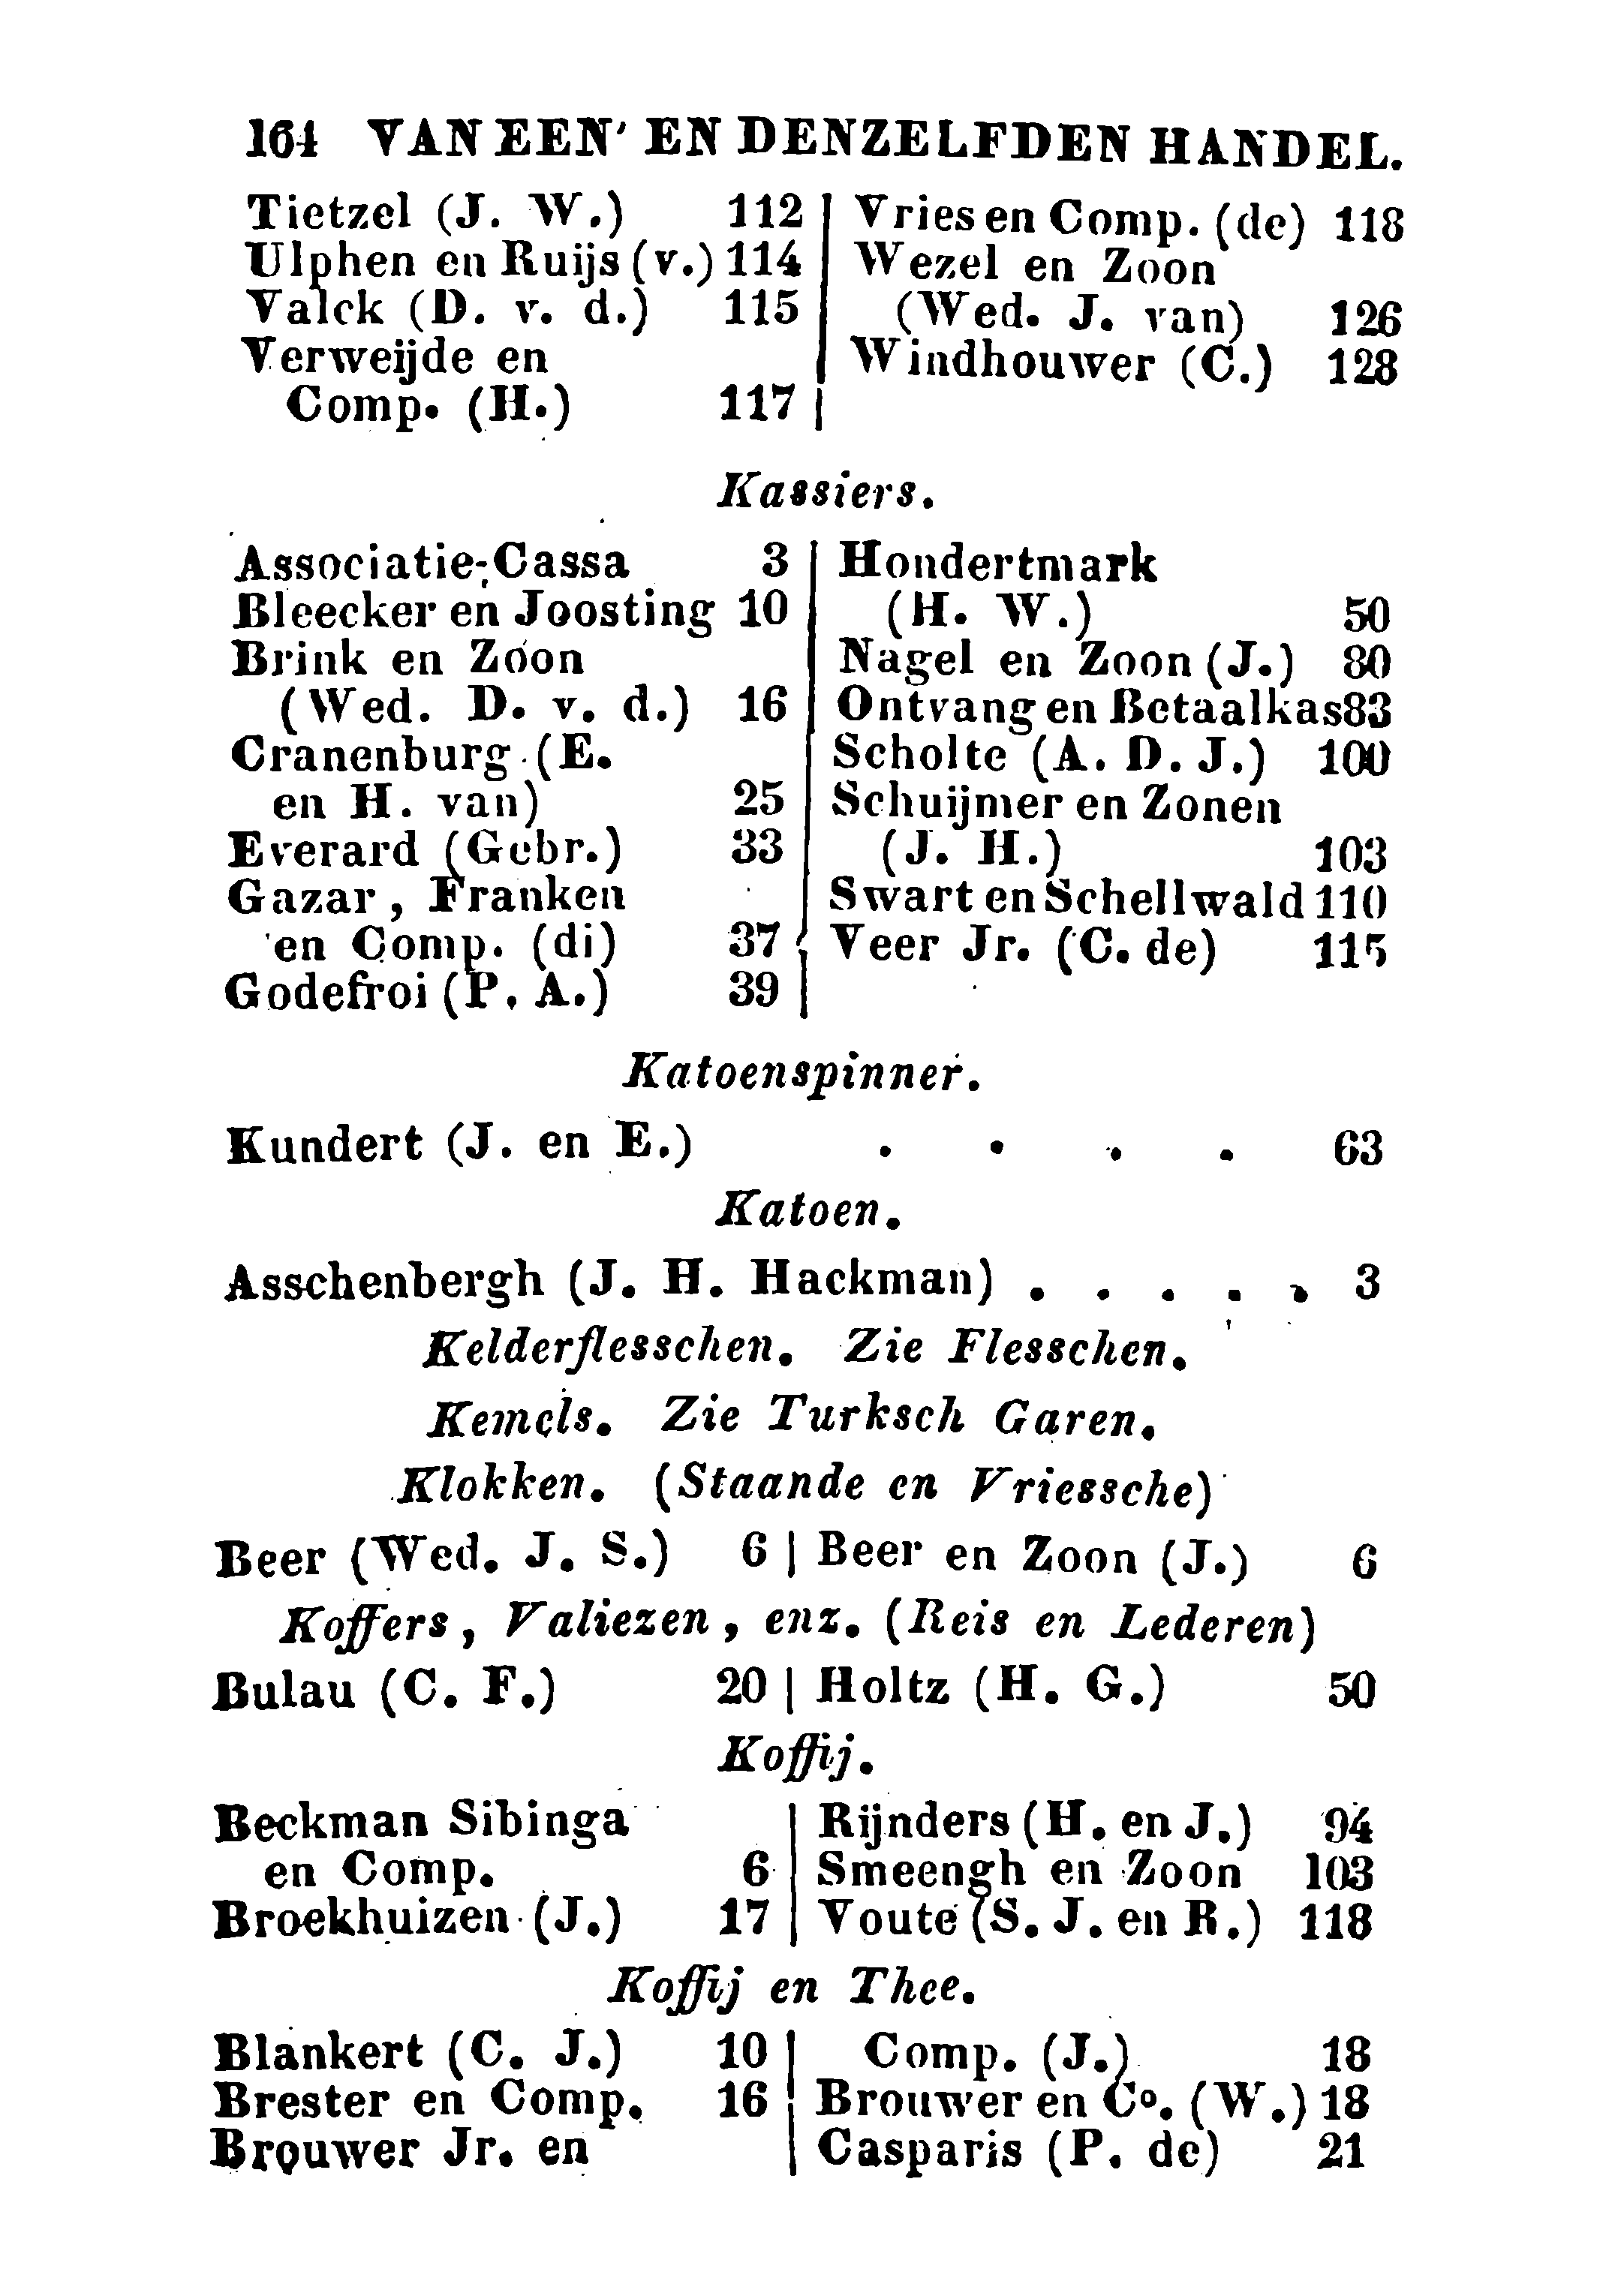 164 VAN EEN' EN DENZELFDEN HANDEL.
Tietzel (J. W.) 112
Ulphen en Ruijs (v.) 114
Valck (D. v. d.) 115
Verweijde en
Comp. (H.) 117
Vries en Comp. (de) 118
Wezel en Zoon
(Wed. J. van) 126
Windhouwer (C.) 128
Kassiers.
Associatie-Cassa 3
Bleecker en Joosting 10
Brink en Zoon
(Wed. D. v. d.) 16
Cranenburg (E.
en H. van) 25
Everard (Gebr.) 33
Gazar, Franken
en Comp. (di) 37
Godefroi (P. A.) 39
Hondertmark
(H. W.) 50
Nagel en Zoon (J.) 80
Ontvang en Betaalkas 83
Scholte (A. D. J.) 100
Schuijmer en Zonen
(J. H.) 103
Swart en Schellwald 110
Veer Jr. (C. de) 115
Katoenspinner.
Kundert (J. en E.) . . . . 63
Katoen.
Asschenbergh (J. H. Hackman) . . . . . 3
Kelderflesschen. Zie Flesschen.
Kemels. Zie Turksch Garen.
Klokken. (Staande en Vriessche)
Beer (Wed. J. S.) 6 | Beer en Zoon (J.) 6
Koffers, Valiezen, enz. (Reis en Lederen)
Bulau (C. F.) 20 | Holtz (H. G.) 50
Koffij.
Beckman Sibinga
en Comp. 6
Broekhuizen (J.) 17
Rijnders (H. en J.) 94
Smeengh en Zoon 103
Voute (S. J. en R.) 118
Koffij en Thee.
Blankert (C. J.) 10
Brester en Comp. 16
Brouwer Jr. en
Comp. (J.) 18
Brouwer en Co. (W.) 18
Casparis (P. de) 21